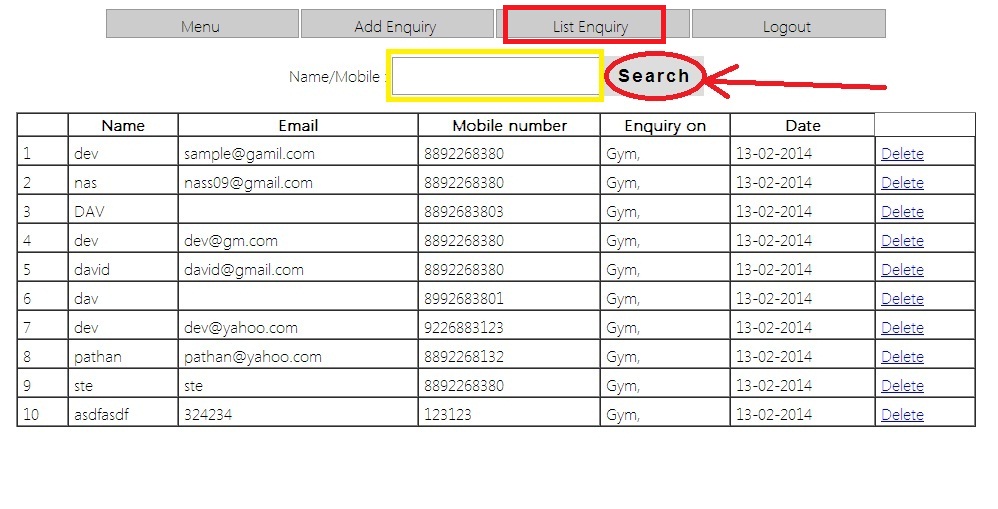 Menu Add Enquiry List Enquiry Logout
Name/Mobile : Search
Name Email Mobile number Enquiry on Date
1 dev sample@gamil.com 8892268380 Gym, 13-02-2014 Delete
2 nas nass09@gmail.com 8892268380 Gym, 13-02-2014 Delete
3 DAV 8892683803 Gym, 13-02-2014 Delete
4 dev dev@gm.com 8892268380 Gym, 13-02-2014 Delete
5 david david@gmail.com 8892268380 Gym, 13-02-2014 Delete
6 dav 8992683801 Gym, 13-02-2014 Delete
7 dev dev@yahoo.com 9226883123 Gym, 13-02-2014 Delete
8 pathan pathan@yahoo.com 8892268132 Gym, 13-02-2014 Delete
9 ste ste 8892268380 Gym, 13-02-2014 Delete
10 asdfasdf 324234 123123 Gym, 13-02-2014 Delete